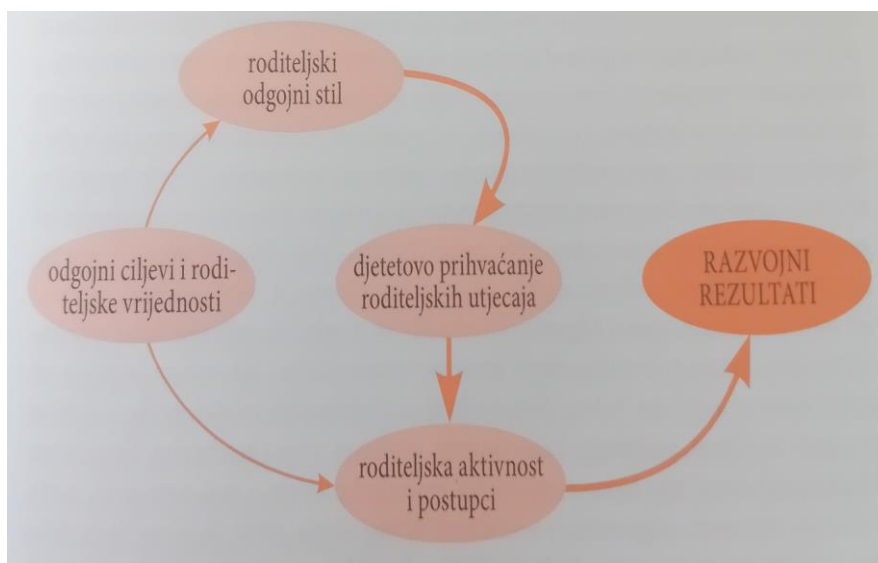 roditeljski
odgojni stil
odgojni ciljevi i rodi-
teljske vrijednosti
djetetovo prihvaćanje
roditeljskih utjecaja
RAZVOJNI
REZULTATI
roditeljska aktivnost
i postupci